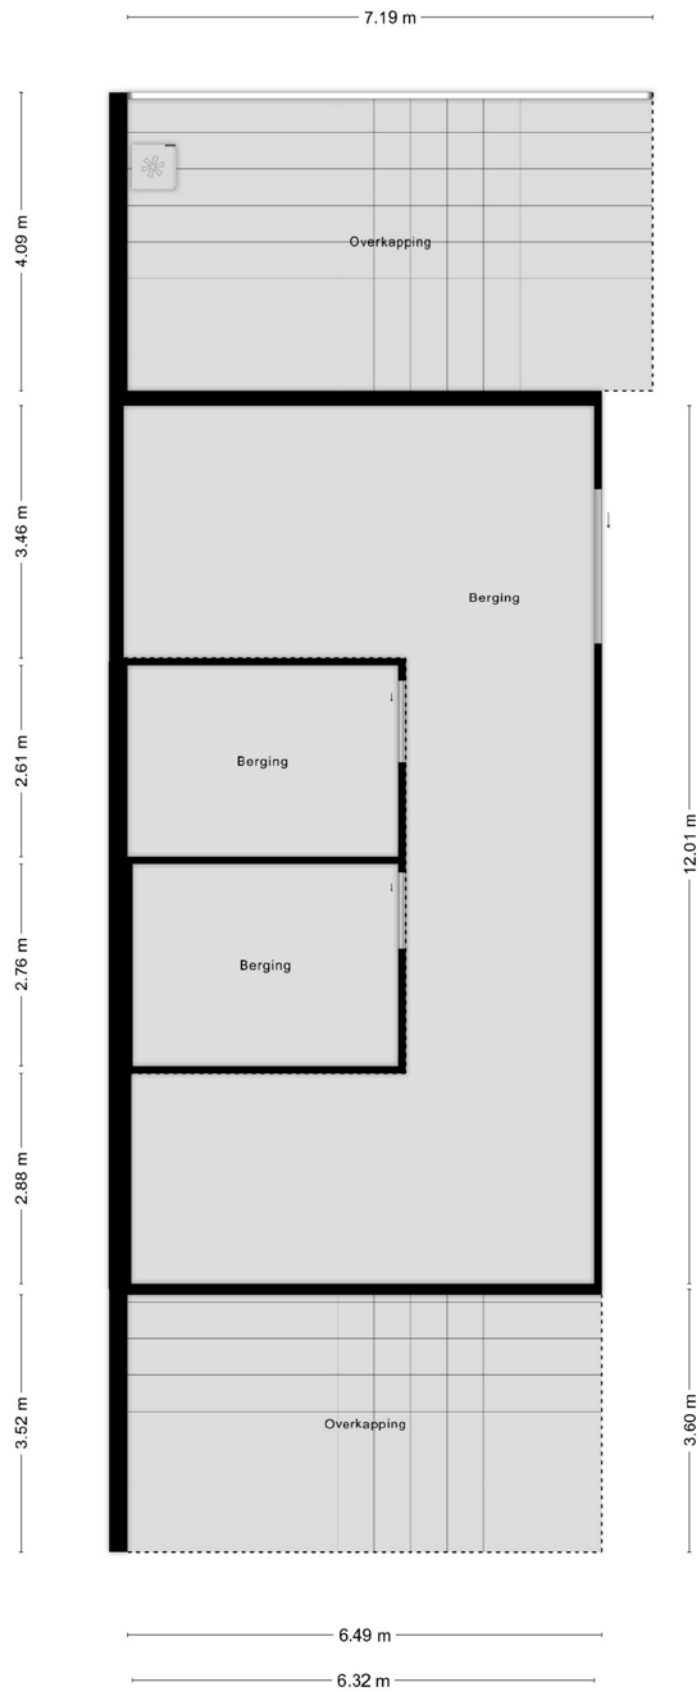 7.19 m
4.09 m
Overkapping
3.46 m
Berging
2.61 m
Berging
12.01 m
2.76 m
Berging
2.88 m
3.52 m
Overkapping
3.60 m
6.49 m
6.32 m